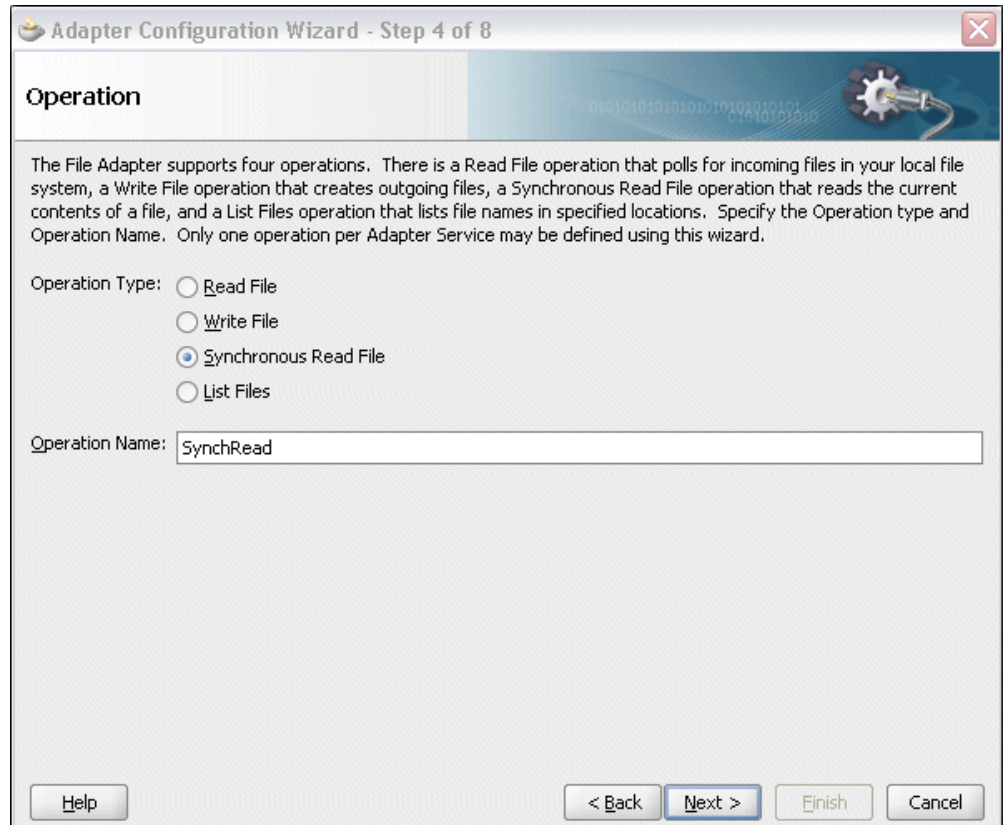 Adapter Configuration Wizard - Step 4 of 8
Operation
The File Adapter supports four operations.  There is a Read File operation that polls for incoming files in your local file
system, a Write File operation that creates outgoing files, a Synchronous Read File operation that reads the current
contents of a file, and a List Files operation that lists file names in specified locations.  Specify the Operation type and
Operation Name.  Only one operation per Adapter Service may be defined using this wizard.
Operation Type:
Read File
Write File
Synchronous Read File
List Files
Operation Name: SynchRead
Help < Back Next > Finish Cancel